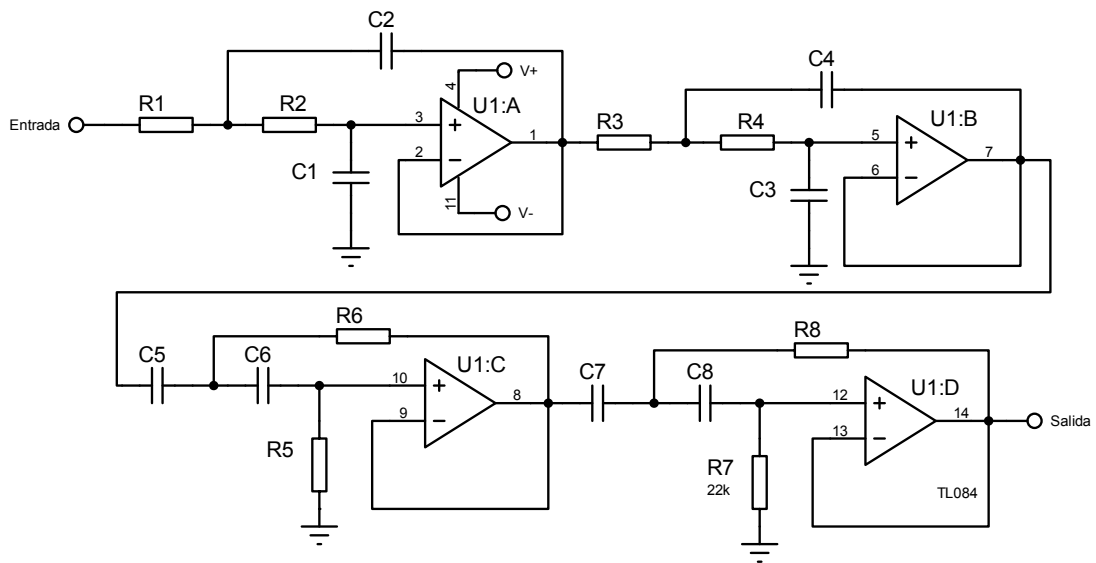 C2
V+
4
R1
R2
U1:A
Entrada
3
+
1
2
−
C1
11
V-
R3
C4
R4
U1:B
5
+
7
6
−
C3
R6
C5
C6
U1:C
10
+
8
9
−
R5
R8
C7
C8
U1:D
12
+
14
13
−
Salida
R7
22k
TL084